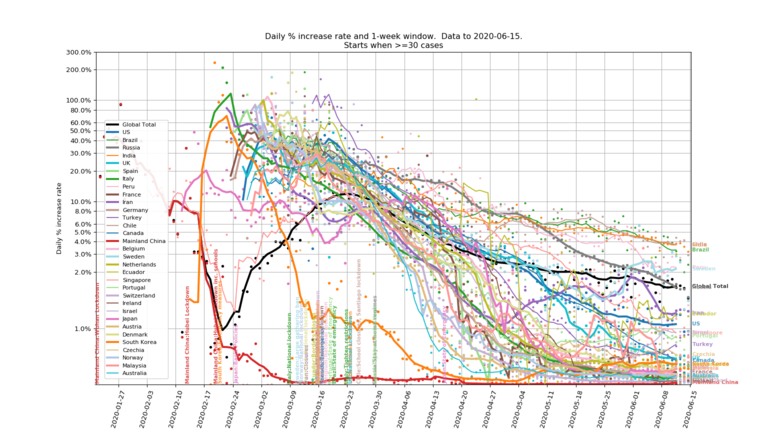 Daily % increase rate and 1-week window.  Data to 2020-06-15.
Starts when >=30 cases
300.0%
200.0%
100.0%
80.0%
60.0%
50.0%
40.0%
30.0%
20.0%
10.0%
8.0%
6.0%
5.0%
4.0%
3.0%
2.0%
1.0%
Daily % increase rate
Global Total
US
Brazil
Russia
India
UK
Spain
Italy
Peru
France
Iran
Germany
Turkey
Chile
Canada
Mainland China
Belgium
Sweden
Netherlands
Ecuador
Singapore
Portugal
Switzerland
Ireland
Israel
Japan
Austria
Denmark
South Korea
Czechia
Norway
Malaysia
Australia
Mainland China/Hubei Lockdown
Italy-National lockdown
Brazil
Global Total
US
Turkey
Canada
Mainland China
2020-01-27
2020-02-03
2020-02-10
2020-02-17
2020-02-24
2020-03-02
2020-03-09
2020-03-16
2020-03-23
2020-03-30
2020-04-06
2020-04-13
2020-04-20
2020-04-27
2020-05-04
2020-05-11
2020-05-18
2020-05-25
2020-06-01
2020-06-08
2020-06-15